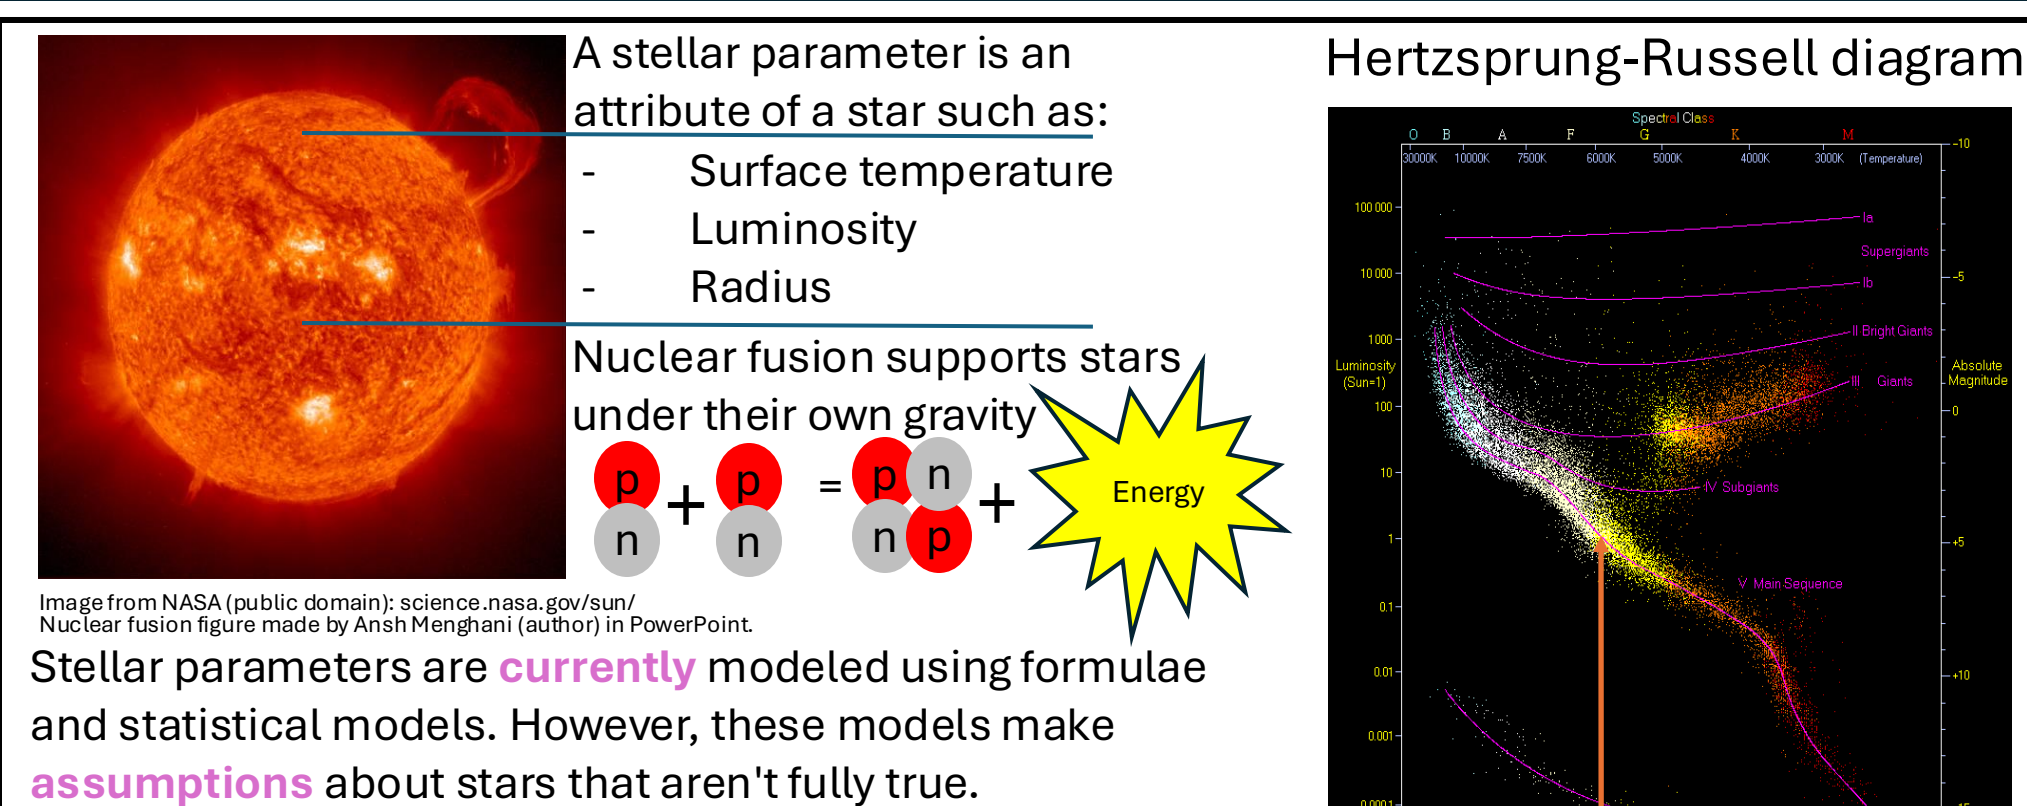 A stellar parameter is an
attribute of a star such as:
- Surface temperature
- Luminosity
- Radius
Nuclear fusion supports stars
under their own gravity
p + p = p n + Energy
n n n p
Image from NASA (public domain): science.nasa.gov/sun/
Nuclear fusion figure made by Ansh Menghani (author) in PowerPoint.
Stellar parameters are currently modeled using formulae
and statistical models. However, these models make
assumptions about stars that aren't fully true.
Hertzsprung-Russell diagram
Spectral Class
O B A F G K M
30000K 10000K 7500K 6000K 5000K 4000K 3000K (Temperature)
-10
100 000
Ia
Supergiants
10 000
-5
Ib
1000
II Bright Giants
Luminosity
(Sun=1)
Absolute
Magnitude
III Giants
100
0
10
IV Subgiants
1
+5
V Main Sequence
0.1
0.01
+10
0.001